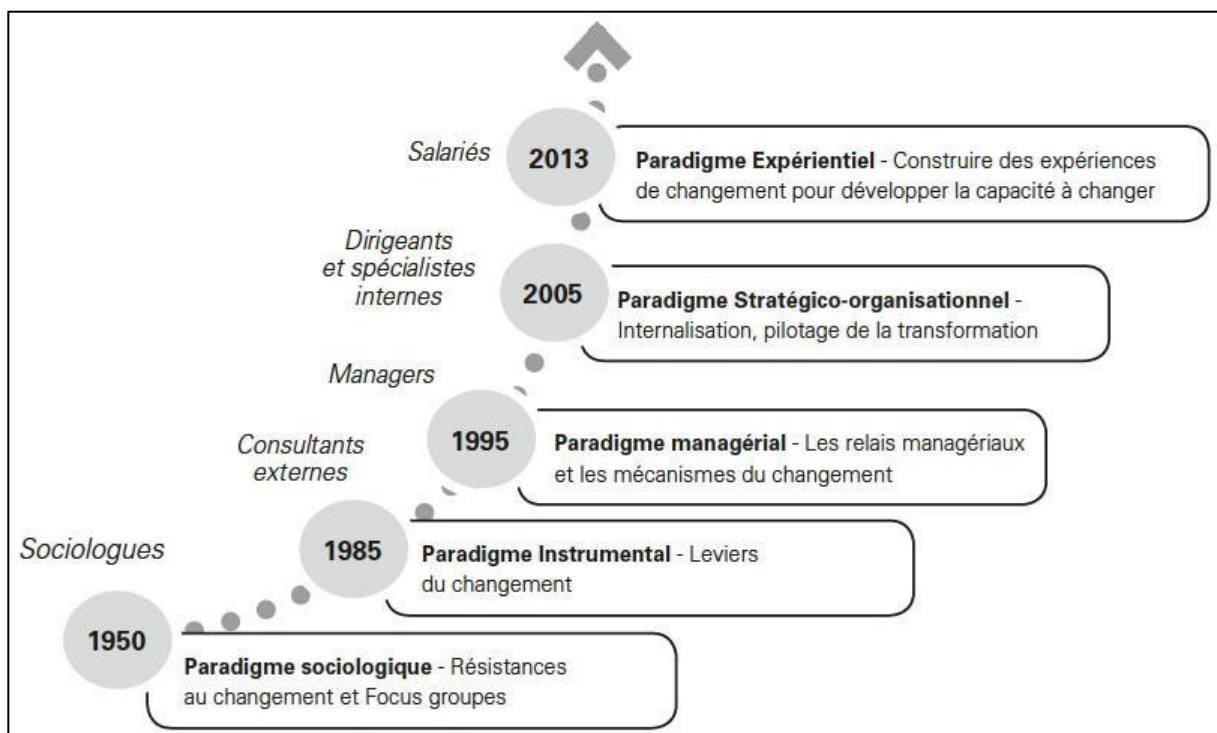 Salariés
2013
Paradigme Expérientiel - Construire des expériences
de changement pour développer la capacité à changer
Dirigeants
et spécialistes
internes
2005
Paradigme Stratégico-organisationnel -
Internalisation, pilotage de la transformation
Managers
1995
Paradigme managérial - Les relais managériaux
et les mécanismes du changement
Consultants
externes
1985
Paradigme Instrumental - Leviers
du changement
Sociologues
1950
Paradigme sociologique - Résistances
au changement et Focus groupes